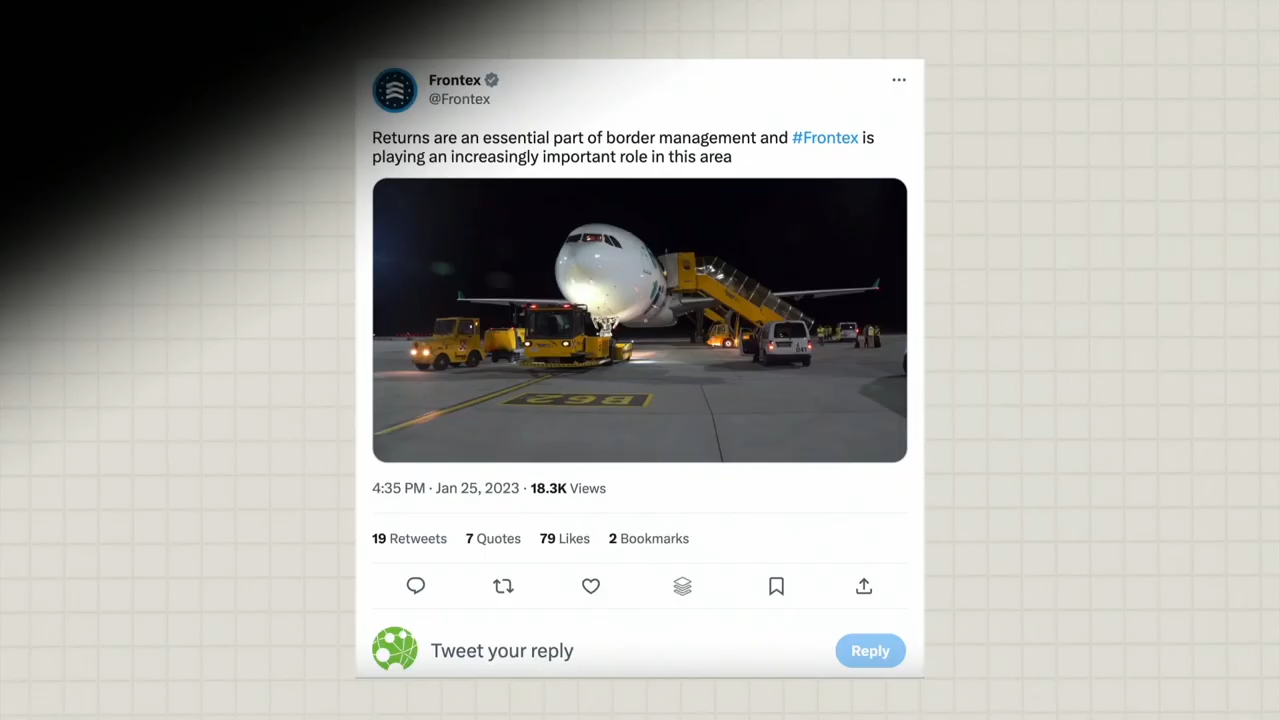 Frontex
@Frontex
Returns are an essential part of border management and #Frontex is
playing an increasingly important role in this area
B62
4:35 PM · Jan 25, 2023 · 18.3K Views
19 Retweets 7 Quotes 79 Likes 2 Bookmarks
Tweet your reply
Reply